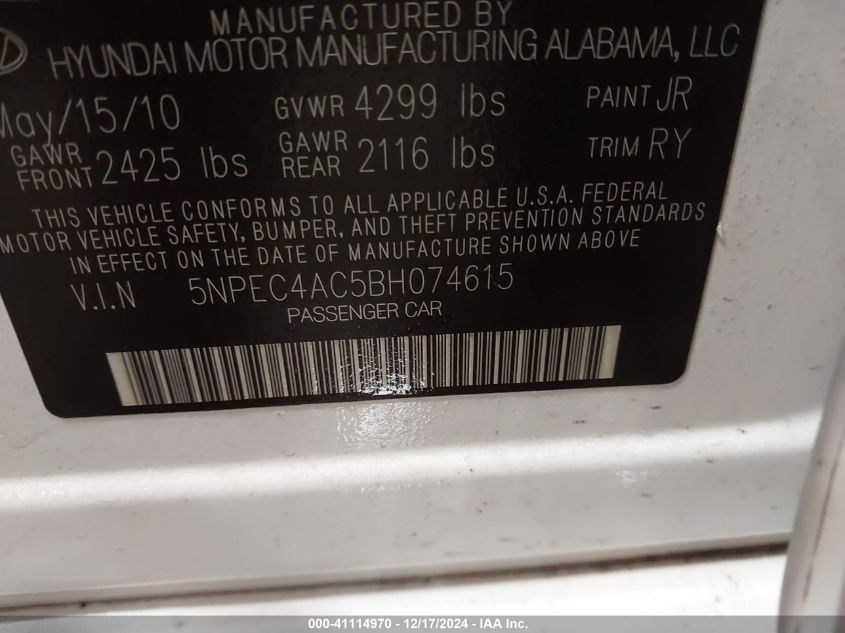 MANUFACTURED BY
HYUNDAI MOTOR MANUFACTURING ALABAMA, LLC
May/15/10 GVWR 4299 lbs PAINT JR
GAWR FRONT 2425 lbs GAWR REAR 2116 lbs TRIM RY
THIS VEHICLE CONFORMS TO ALL APPLICABLE U.S.A. FEDERAL
MOTOR VEHICLE SAFETY, BUMPER, AND THEFT PREVENTION STANDARDS
IN EFFECT ON THE DATE OF MANUFACTURE SHOWN ABOVE
V.I.N 5NPEC4AC5BH074615
PASSENGER CAR
000-41114970 - 12/17/2024 - IAA Inc.